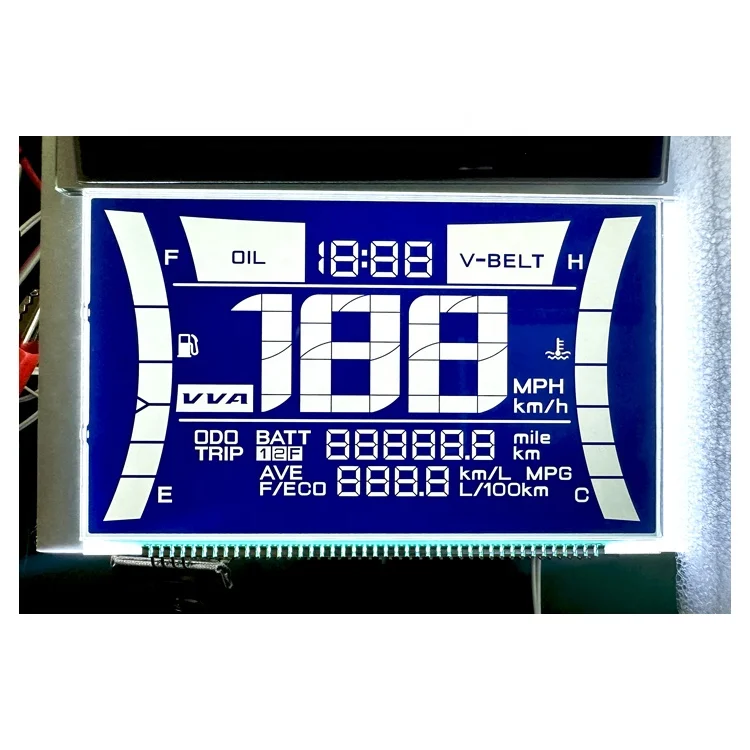 F OIL 18:88 V-BELT H
188
MPH
VVA km/h
ODO BATT 88888.8 mile
TRIP 12F km
AVE 888.8 km/L MPG
E F/ECO L/100km C